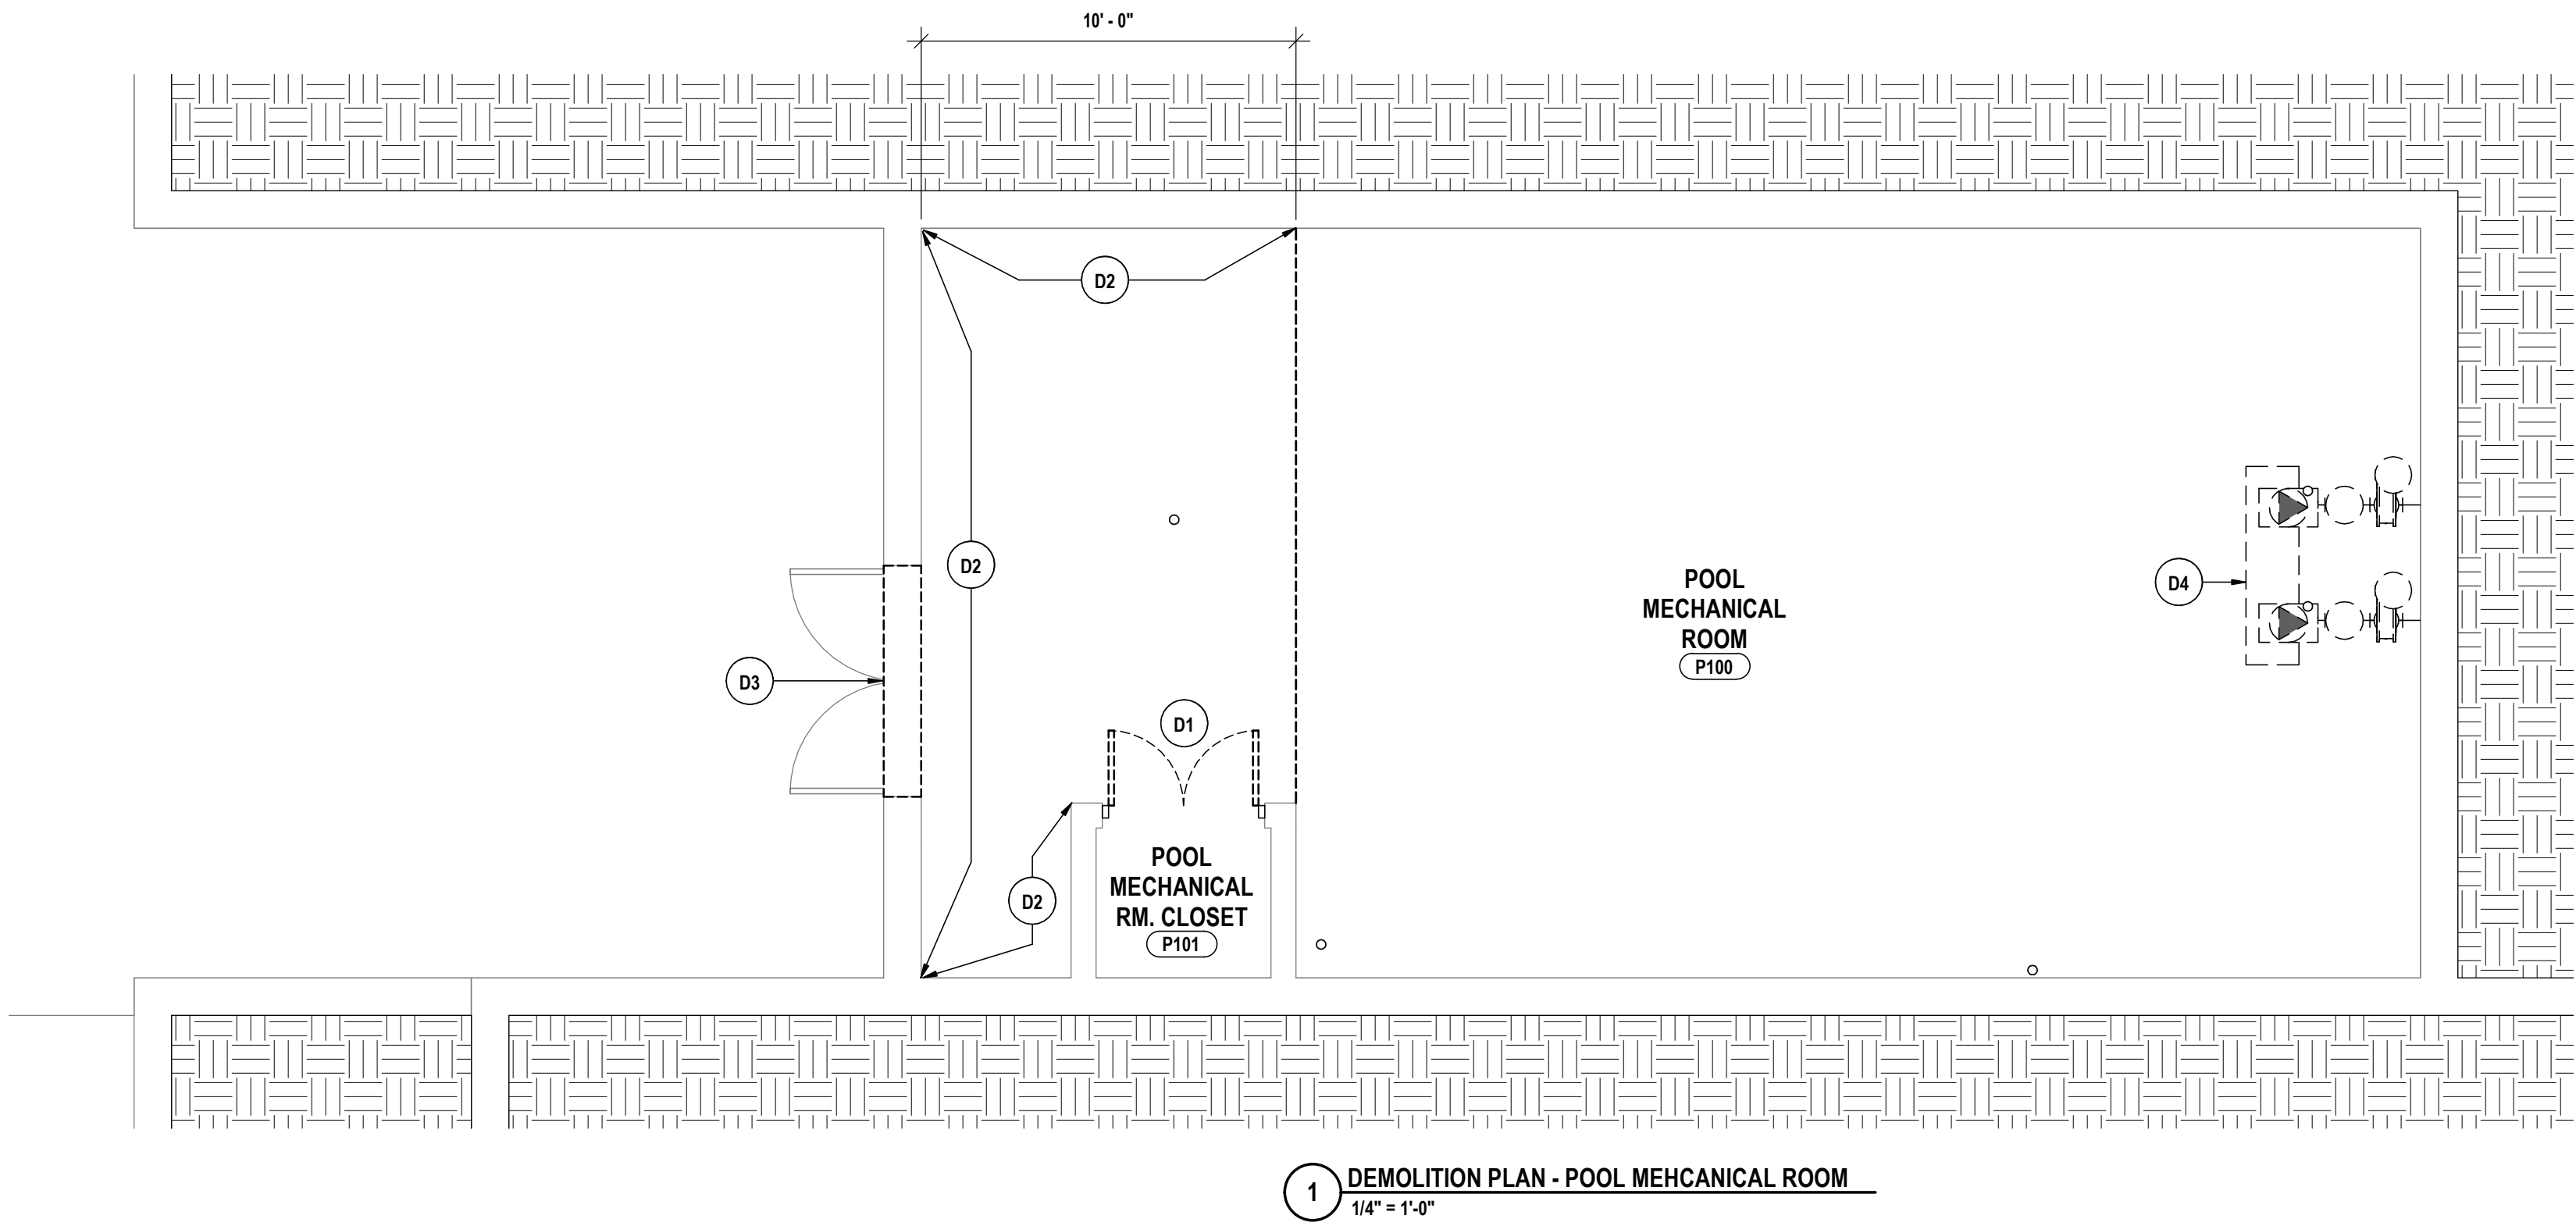 10' - 0"
D2
D2
D3
D1
D2
POOL
MECHANICAL
RM. CLOSET
P101
POOL
MECHANICAL
ROOM
P100
D4
1
DEMOLITION PLAN - POOL MEHCANICAL ROOM
1/4" = 1'-0"